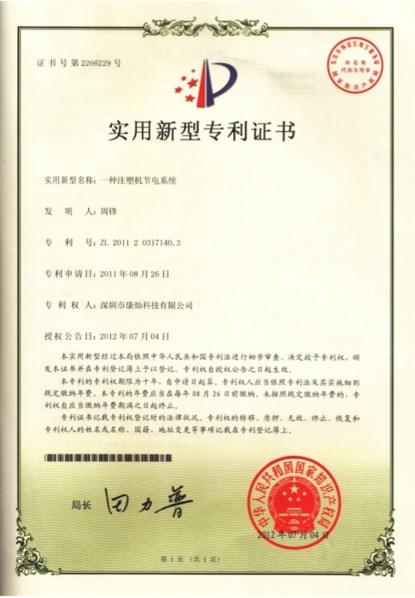 证书号第2266229号
实用新型专利证书
实用新型名称：一种注塑机节电系统
发 明 人：周锋
专 利 号：ZL 2011 2 0317140.3
专利申请日：2011年08月26日
专 利 权 人：深圳市康灿科技有限公司
授权公告日：2012年07月04日
本实用新型经过本局依照中华人民共和国专利法进行初步审查，决定授予专利权，颁
发本证书并在专利登记簿上予以登记。专利权自授权公告之日起生效。
本专利的专利权期限为十年，自申请日起算。专利权人应当依照专利法及其实施细则
规定缴纳年费。本专利的年费应当在每年08月26日前缴纳。未按照规定缴纳年费的，专利
权自应当缴纳年费期满之日起终止。
专利证书记载专利权登记时的法律状况。专利权的转移、质押、无效、终止、恢复和
专利权人的姓名或名称、国籍、地址变更等事项记载在专利登记簿上。
局长 田力普
中华人民共和国国家知识产权局
2012年07月04日
第1页（共1页）